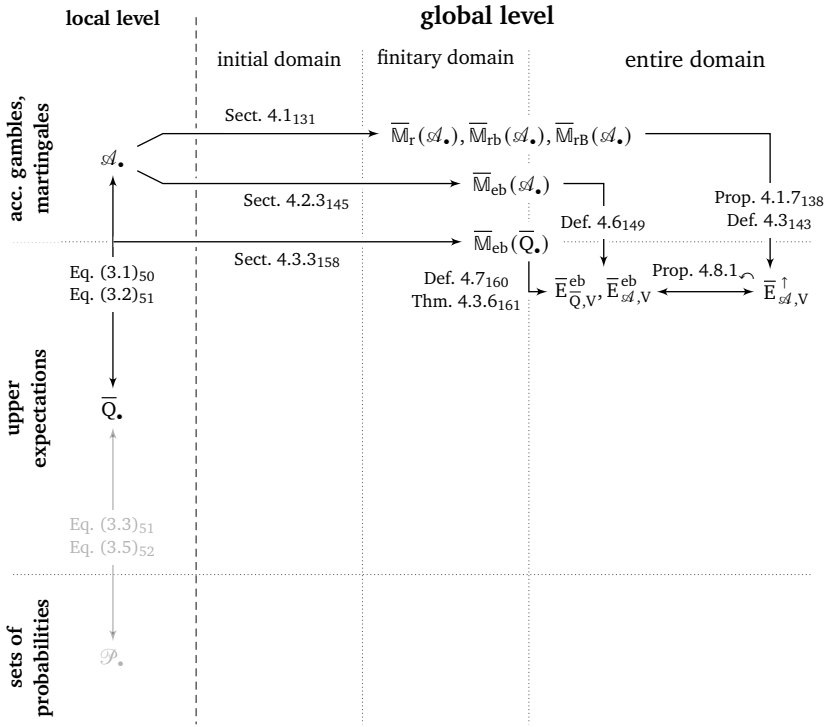 local level
global level
initial domain
finitary domain
entire domain
acc. gambles,
martingales
Sect. 4.1₁₃₁
𝒜•
M̅r(𝒜•), M̅rb(𝒜•), M̅rB(𝒜•)
Sect. 4.2.3₁₄₅
M̅eb(𝒜•)
Prop. 4.1.7₁₃₈
Def. 4.3₁₄₃
Def. 4.6₁₄₉
Sect. 4.3.3₁₅₈
M̅eb(Q̅•)
Eq. (3.1)₅₀
Eq. (3.2)₅₁
Def. 4.7₁₆₀
Thm. 4.3.6₁₆₁
E̅^eb_Q̅,V, E̅^eb_𝒜,V
Prop. 4.8.1↶
E̅^↑_𝒜,V
upper
expectations
Q̅•
Eq. (3.3)₅₁
Eq. (3.5)₅₂
sets of
probabilities
𝒫•